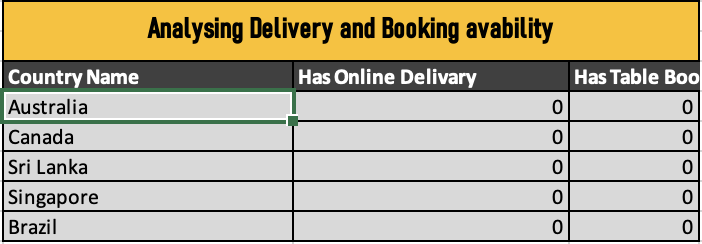 Analysing Delivery and Booking avability
Country Name Has Online Delivary Has Table Boo
Australia 0 0
Canada 0 0
Sri Lanka 0 0
Singapore 0 0
Brazil 0 0